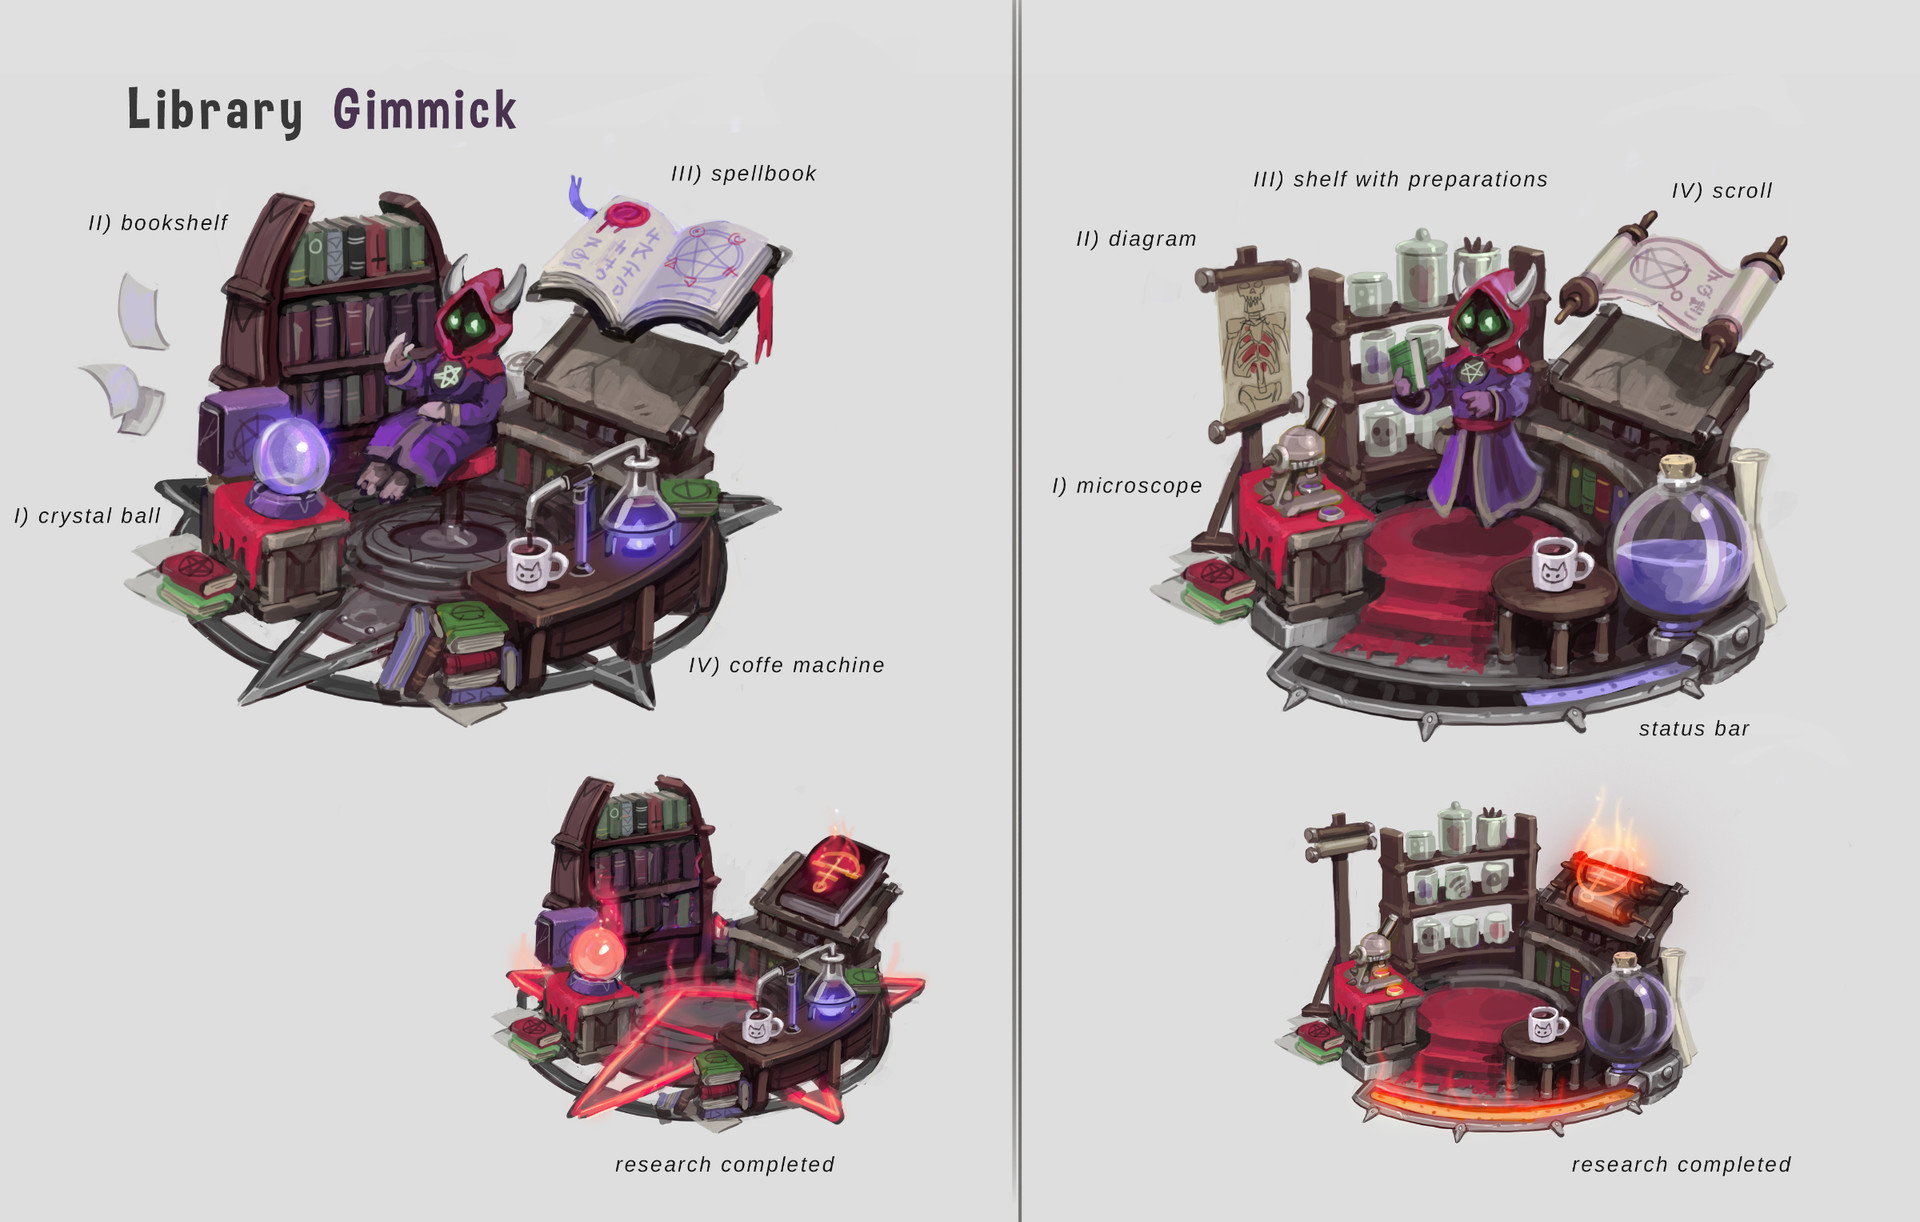 Library Gimmick
III) spellbook
II) bookshelf
I) crystal ball
IV) coffe machine
research completed
III) shelf with preparations
IV) scroll
II) diagram
I) microscope
status bar
research completed